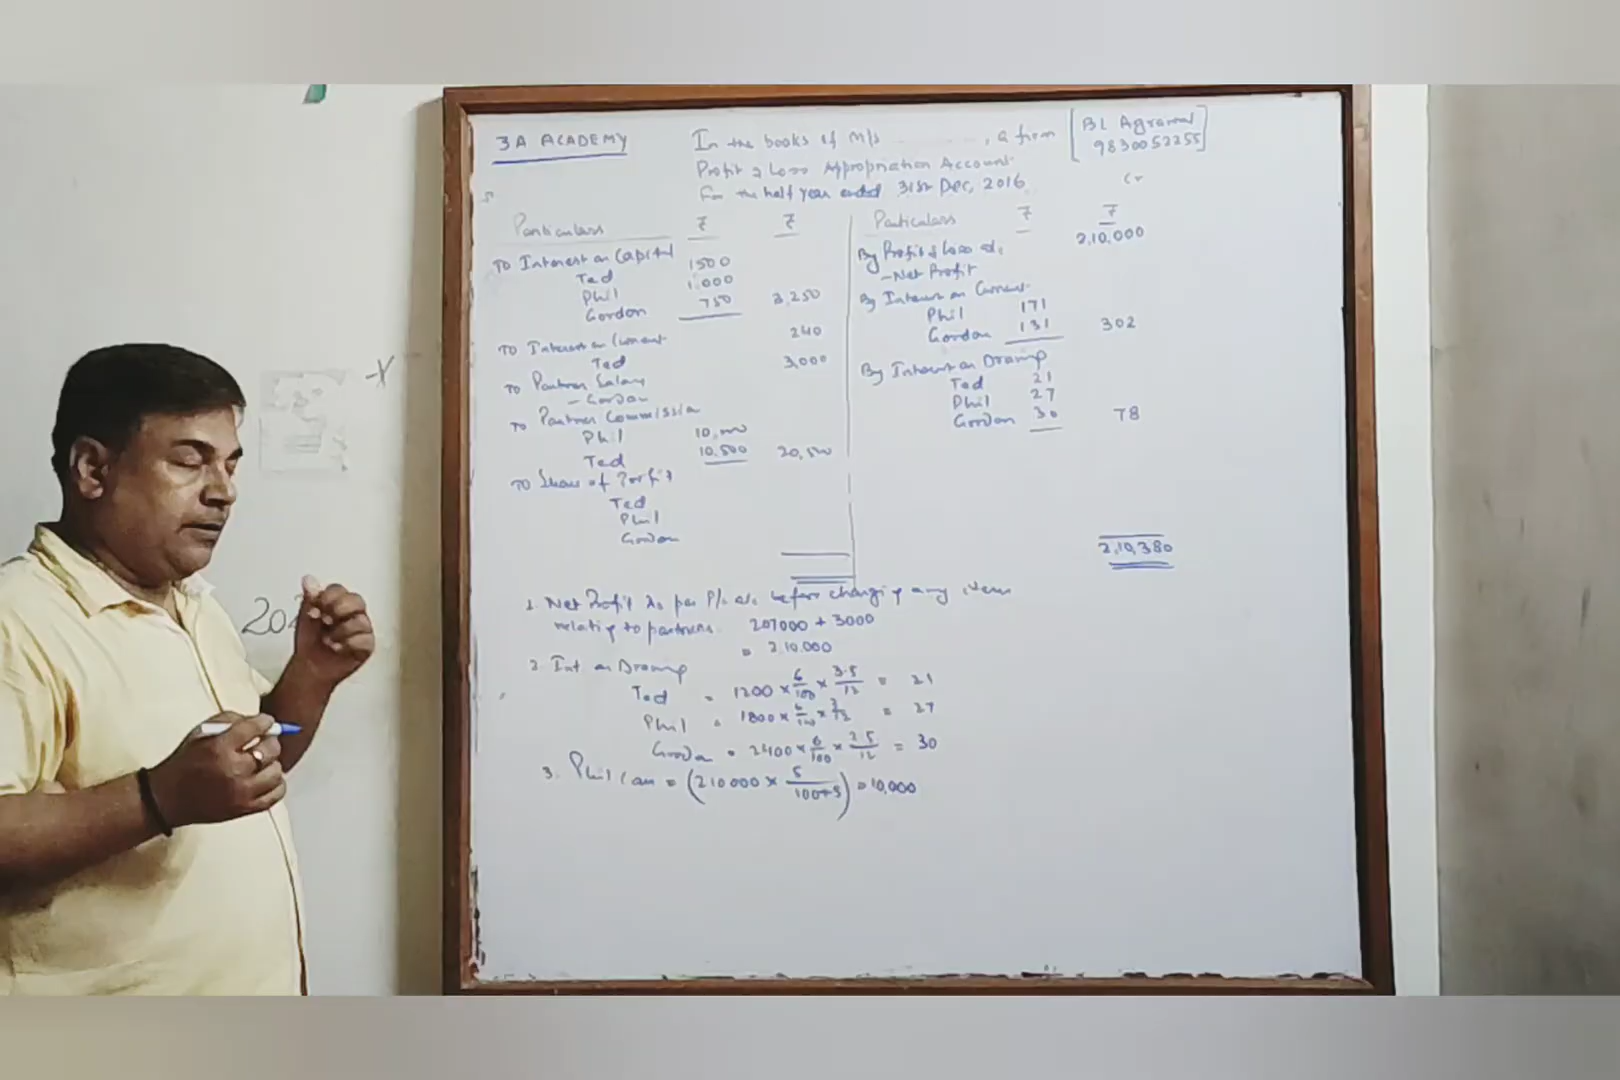 3A ACADEMY
In the books of M/s ............, a firm
[BL Agrawal
9830052255]
Profit & Loss Appropriation Account
For the half year ended 31st Dec, 2016
Cr
Particulars ₹ ₹
To Interest on Capital
Ted 1500
Phil 1,000
Gordon 750 3,250
To Interest on Current
Ted 240
To Partner Salary 3,000
- Gordon
To Partner Commission
Phil 10,000
Ted 10,500 20,500
To Share of Profit
Ted
Phil
Gordon
Particulars ₹ ₹
By Profit & Loss a/c 2,10,000
- Net Profit
By Interest on Current
Phil 171
Gordon 131 302
By Interest on Drawing
Ted 21
Phil 27
Gordon 30 78
2,10,380
1. Net Profit as per P/L a/c before charging any item
relating to partners 207000 + 3000
= 2,10,000
2. Int on Drawing
Ted = 1200 × 6/100 × 3.5/12 = 21
Phil = 1800 × 6/100 × 3/12 = 27
Gordon = 2400 × 6/100 × 2.5/12 = 30
3. Phil Com = (210000 × 5/100+5) = 10,000
202